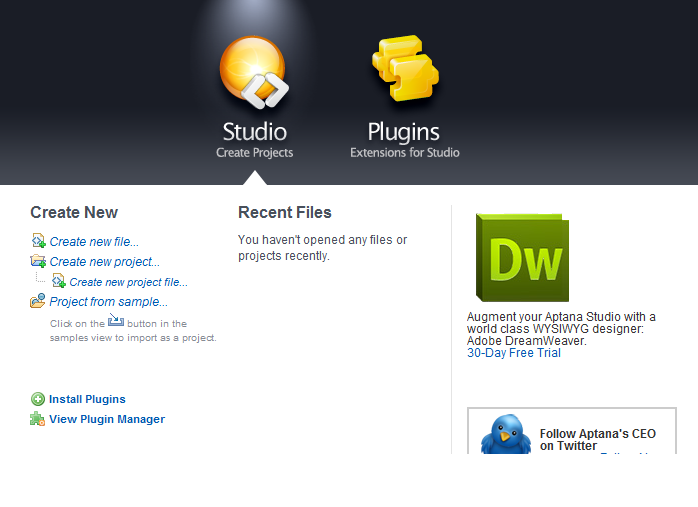 Studio
Create Projects
Plugins
Extensions for Studio
Create New
Create new file...
Create new project...
Create new project file...
Project from sample...
Click on the button in the
samples view to import as a project.
Install Plugins
View Plugin Manager
Recent Files
You haven't opened any files or
projects recently.
Dw
Augment your Aptana Studio with a
world class WYSIWYG designer:
Adobe DreamWeaver.
30-Day Free Trial
Follow Aptana's CEO
on Twitter